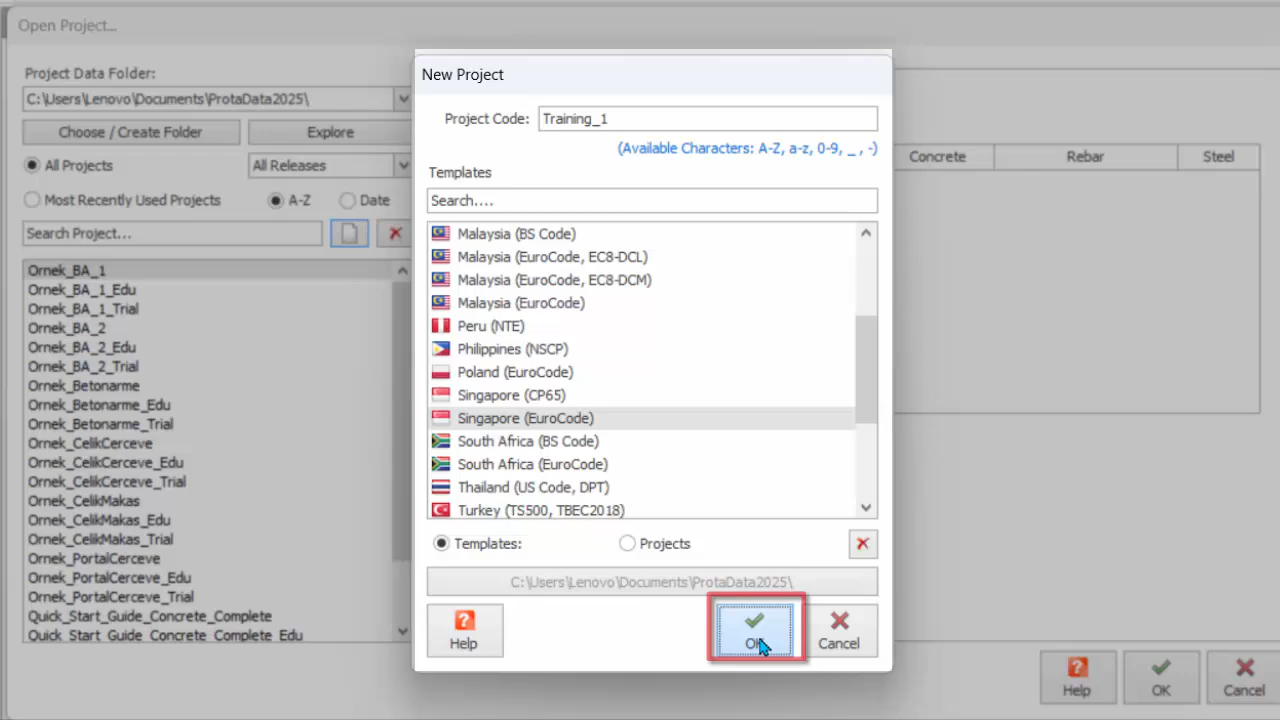 Open Project...
Project Data Folder:
C:\Users\Lenovo\Documents\ProtaData2025\
Choose / Create Folder
Explore
All Projects
All Releases
Most Recently Used Projects
A-Z
Date
Search Project...
Ornek_BA_1
Ornek_BA_1_Edu
Ornek_BA_1_Trial
Ornek_BA_2
Ornek_BA_2_Edu
Ornek_BA_2_Trial
Ornek_Betonarme
Ornek_Betonarme_Edu
Ornek_Betonarme_Trial
Ornek_CelikCerceve
Ornek_CelikCerceve_Edu
Ornek_CelikCerceve_Trial
Ornek_CelikMakas
Ornek_CelikMakas_Edu
Ornek_CelikMakas_Trial
Ornek_PortalCerceve
Ornek_PortalCerceve_Edu
Ornek_PortalCerceve_Trial
Quick_Start_Guide_Concrete_Complete
Quick_Start_Guide_Concrete_Complete_Edu
New Project
Project Code:
Training_1
(Available Characters: A-Z, a-z, 0-9, _ , -)
Templates
Search....
Malaysia (BS Code)
Malaysia (EuroCode, EC8-DCL)
Malaysia (EuroCode, EC8-DCM)
Malaysia (EuroCode)
Peru (NTE)
Philippines (NSCP)
Poland (EuroCode)
Singapore (CP65)
Singapore (EuroCode)
South Africa (BS Code)
South Africa (EuroCode)
Thailand (US Code, DPT)
Turkey (TS500, TBEC2018)
Templates:
Projects
C:\Users\Lenovo\Documents\ProtaData2025\
Help
OK
Cancel
Concrete
Rebar
Steel
Help
OK
Cancel